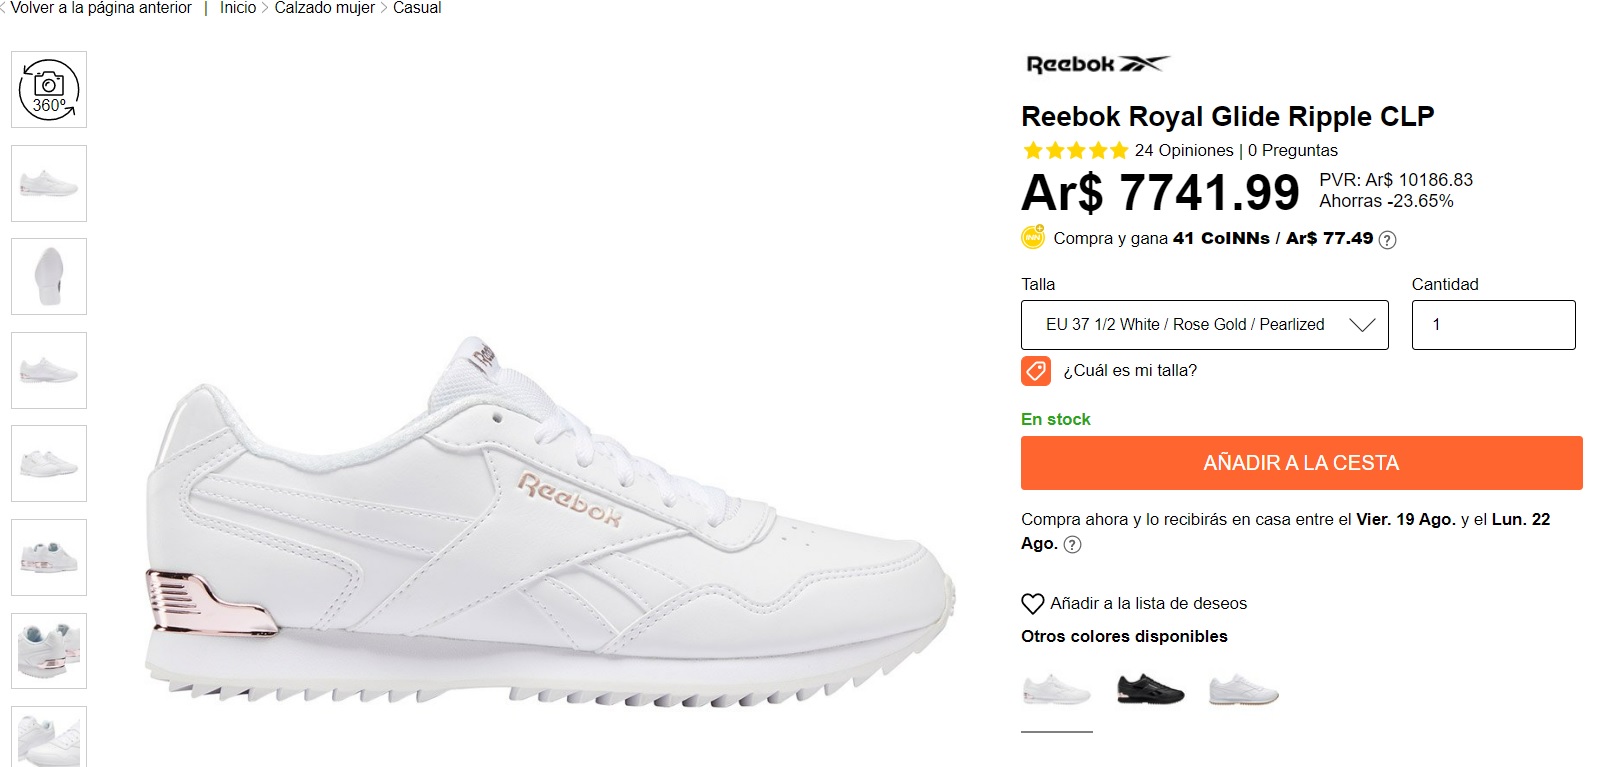 Volver a la página anterior | Inicio > Calzado mujer > Casual
360º
Reebok
Reebok
Reebok
Reebok Royal Glide Ripple CLP
24 Opiniones | 0 Preguntas
Ar$ 7741.99
PVR: Ar$ 10186.83
Ahorras -23.65%
INN
Compra y gana 41 CoINNs / Ar$ 77.49 ?
Talla
Cantidad
EU 37 1/2 White / Rose Gold / Pearlized
1
¿Cuál es mi talla?
En stock
AÑADIR A LA CESTA
Compra ahora y lo recibirás en casa entre el Vier. 19 Ago. y el Lun. 22
Ago. ?
Añadir a la lista de deseos
Otros colores disponibles